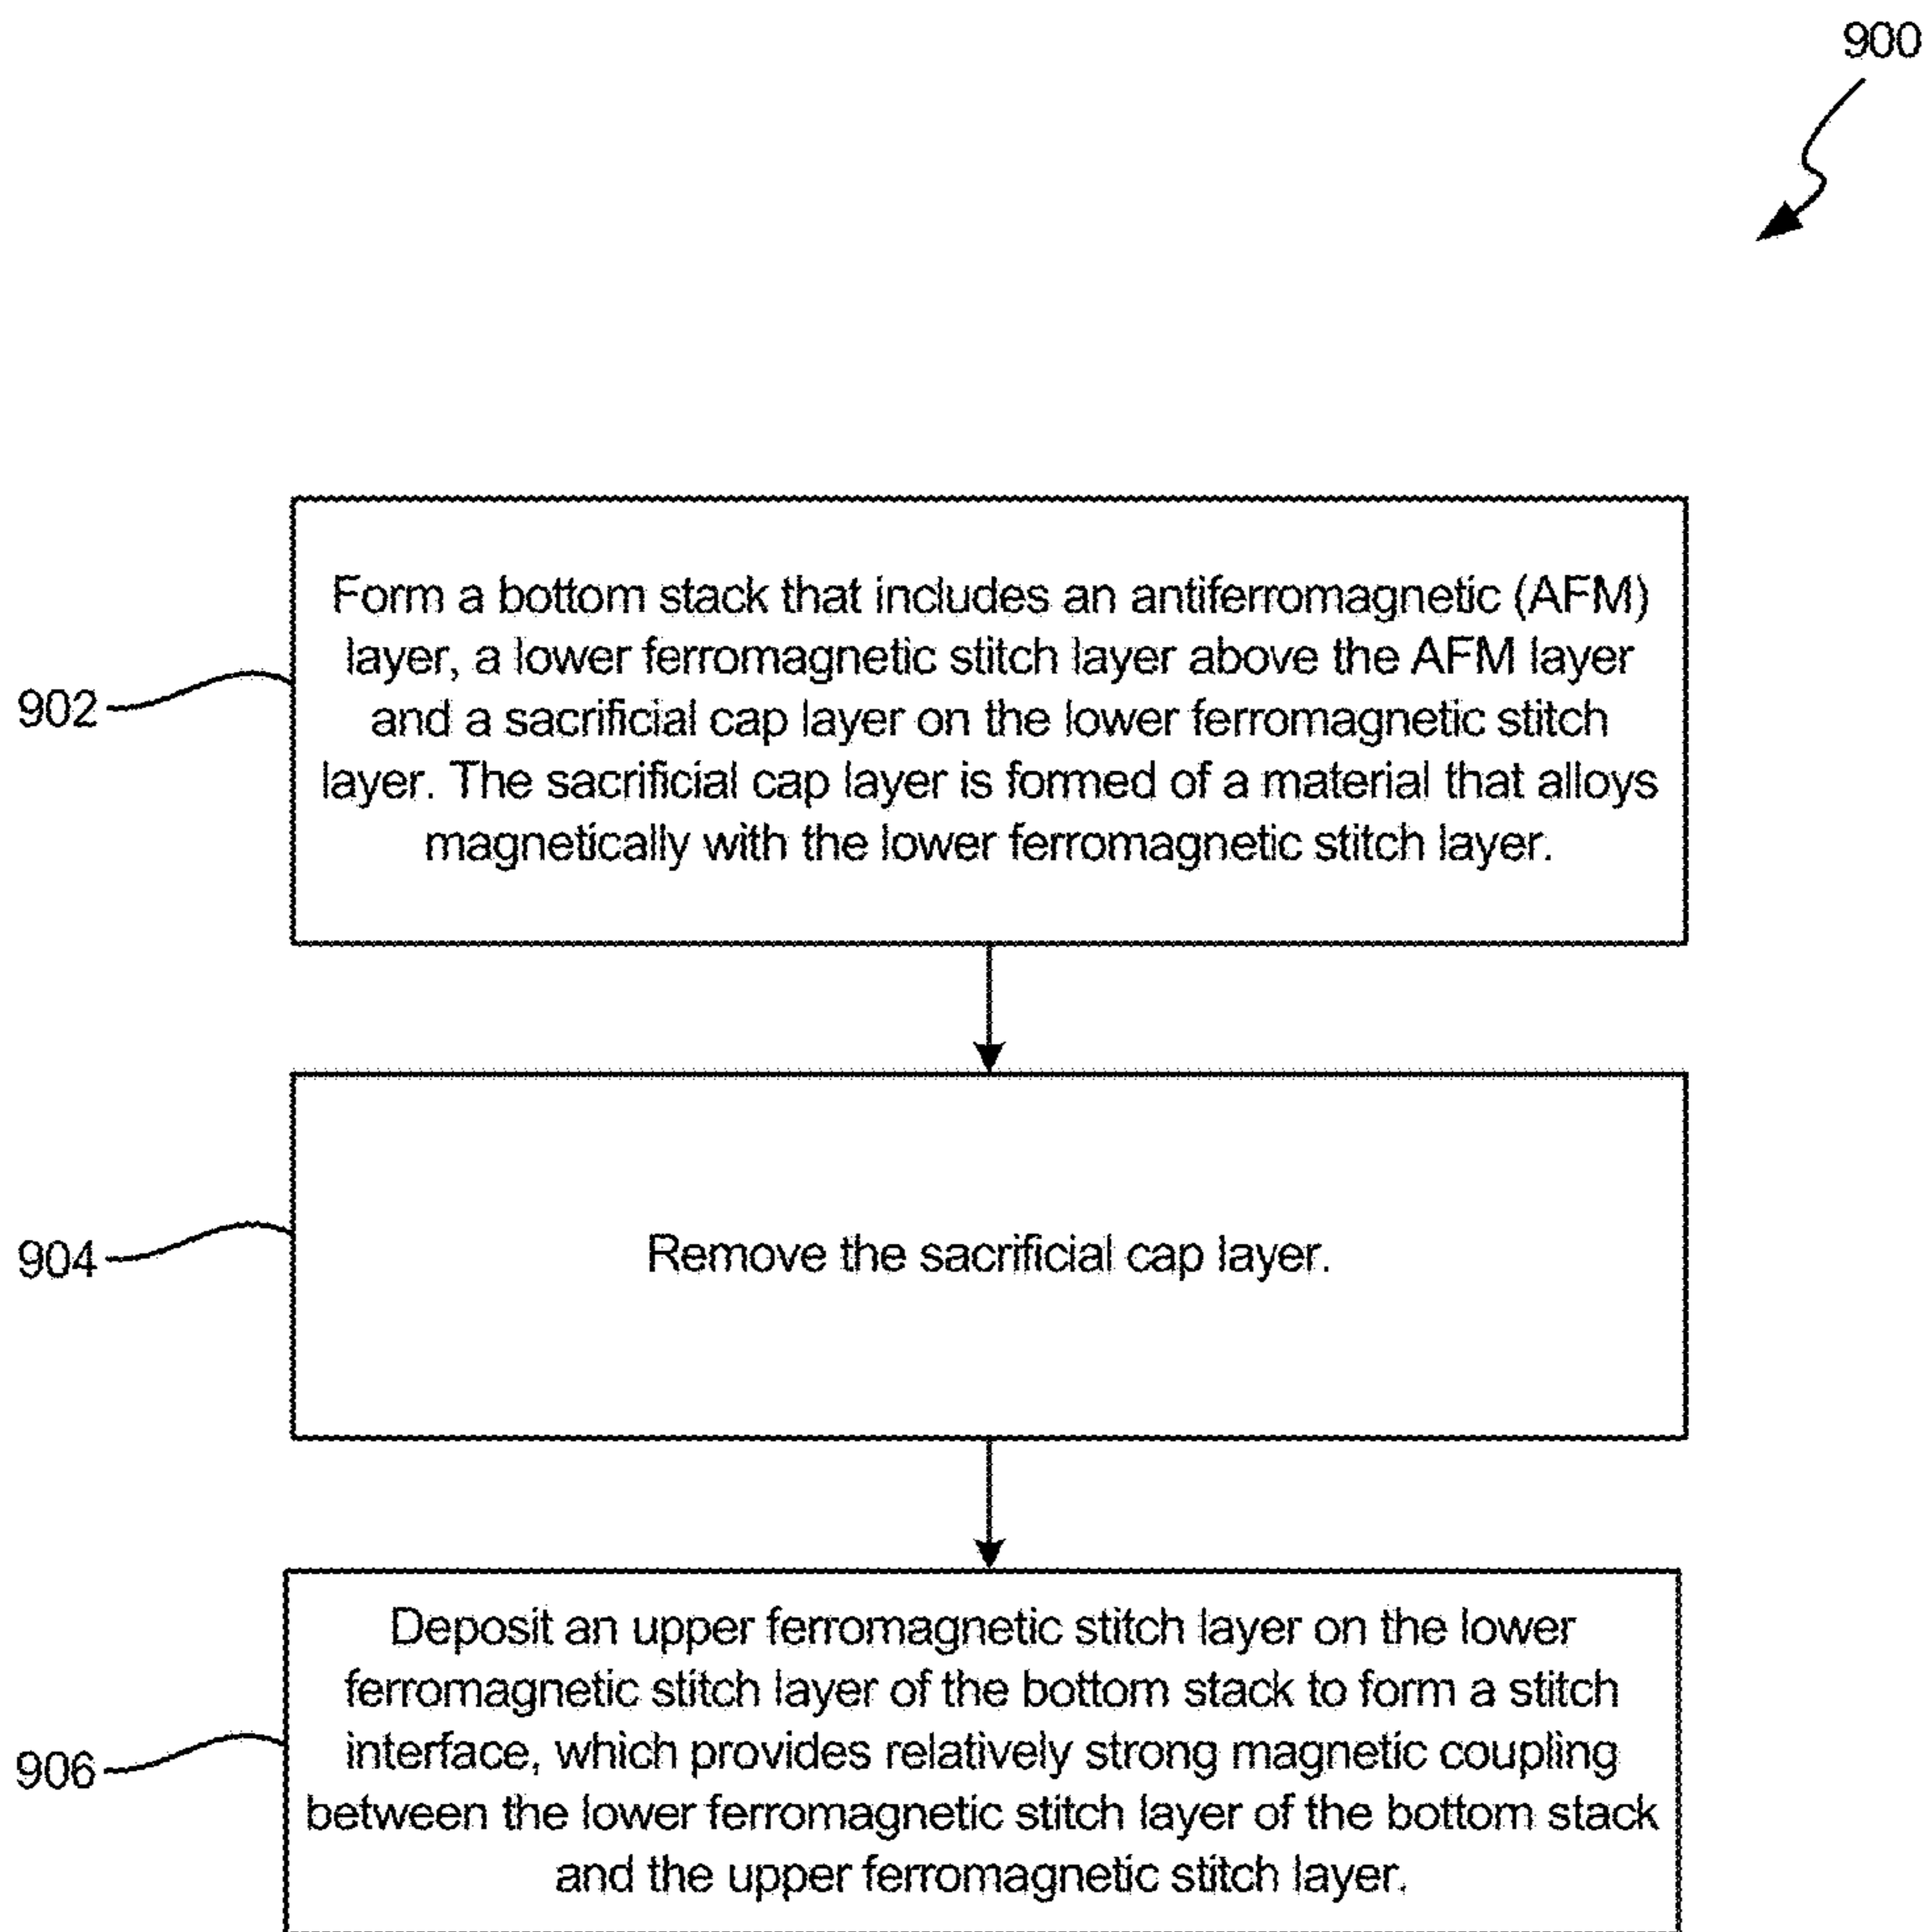 900
Form a bottom stack that includes an antiferromagnetic (AFM)
layer, a lower ferromagnetic stitch layer above the AFM layer
and a sacrificial cap layer on the lower ferromagnetic stitch
layer. The sacrificial cap layer is formed of a material that alloys
magnetically with the lower ferromagnetic stitch layer.
902
Remove the sacrificial cap layer.
904
Deposit an upper ferromagnetic stitch layer on the lower
ferromagnetic stitch layer of the bottom stack to form a stitch
interface, which provides relatively strong magnetic coupling
between the lower ferromagnetic stitch layer of the bottom stack
and the upper ferromagnetic stitch layer.
906